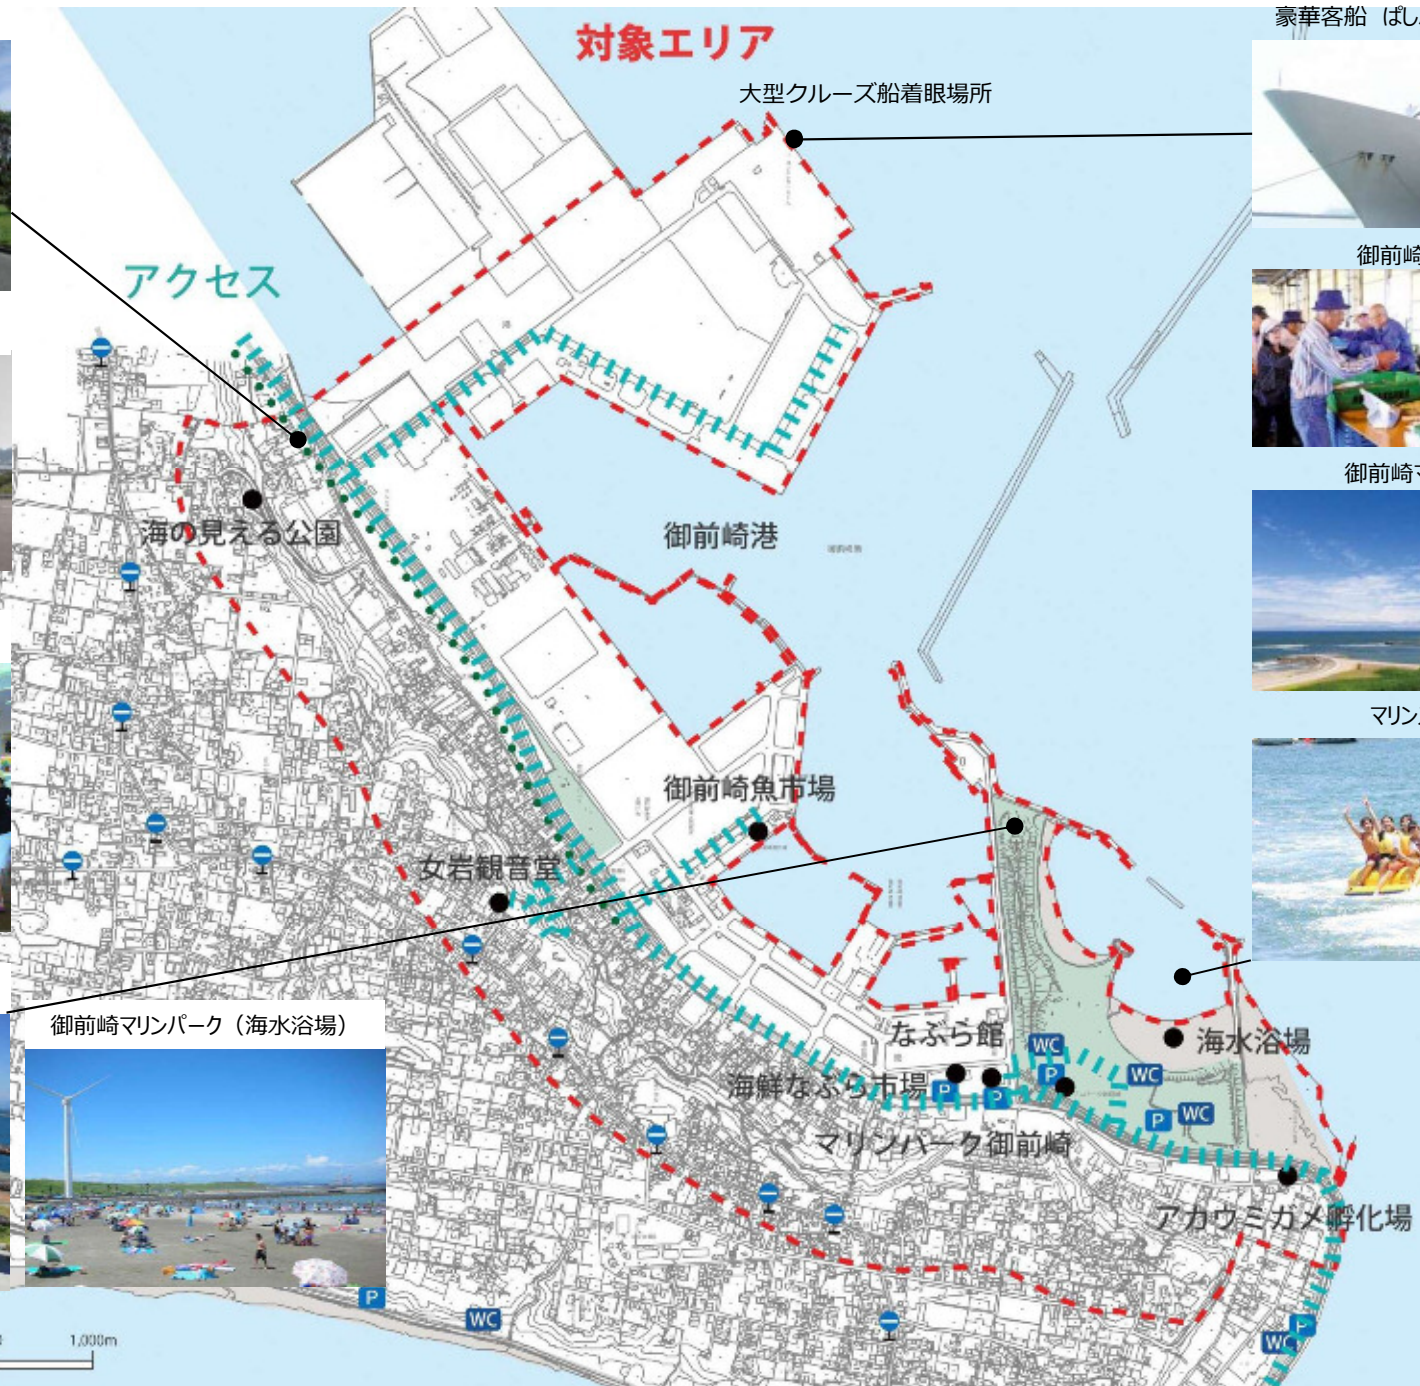 豪華客船 ぱし
対象エリア
大型クルーズ船着眼場所
アクセス
御前崎
御前崎マ
海の見える公園
御前崎港
マリン
御前崎魚市場
女岩観音堂
御前崎マリンパーク（海水浴場）
なぶら館
WC
海水浴場
海鮮なぶら市場
P
P
P
WC
P
WC
マリンパーク御前崎
アカウミガメ孵化場
P
WC
P
WC
1,000m